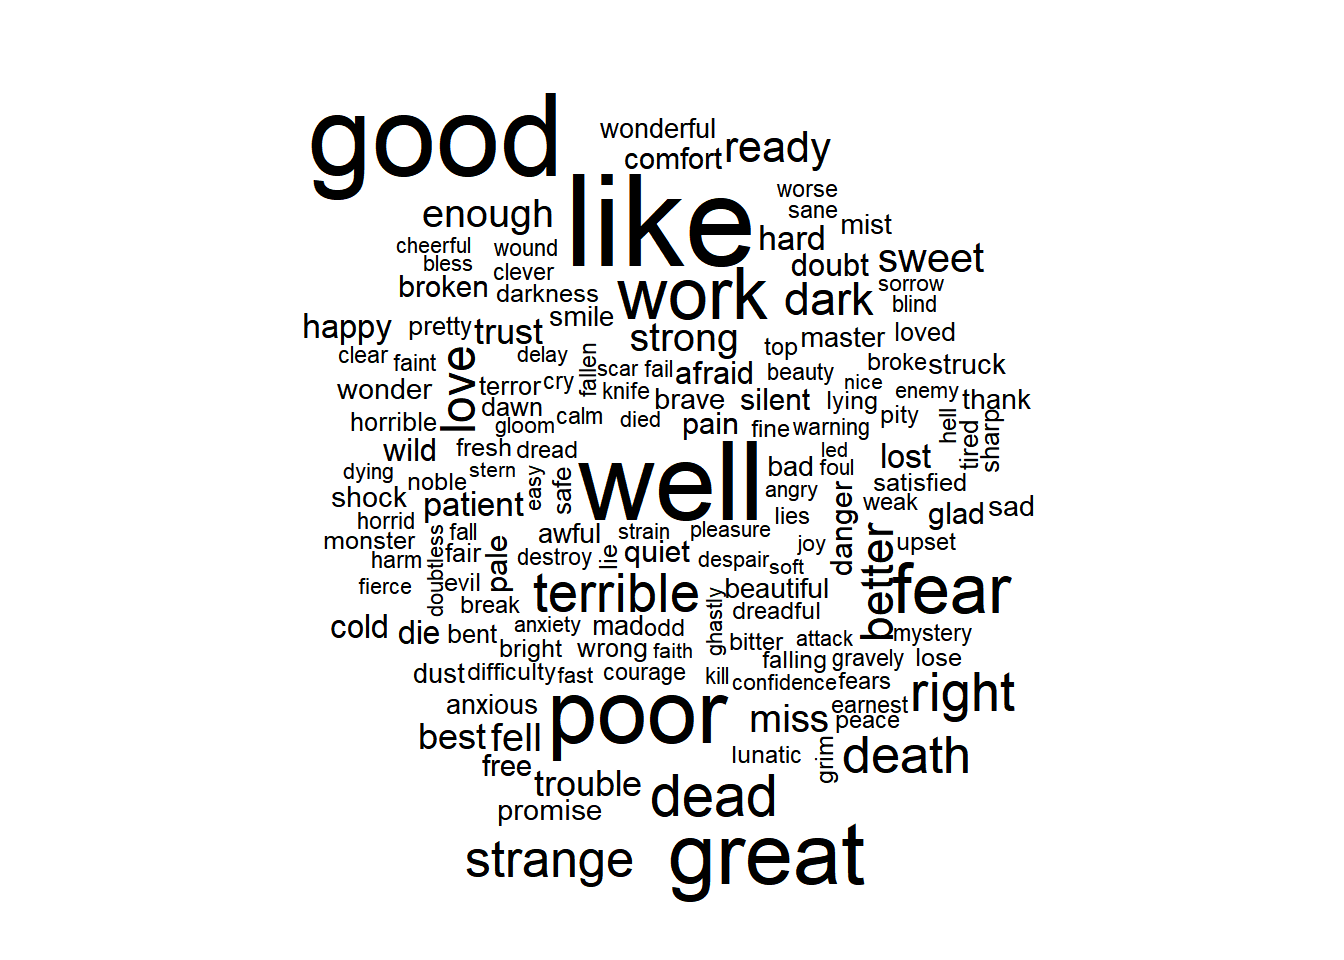 good
wonderful
comfort
ready
like
worse
sane
mist
enough
hard
cheerful
wound
bless
clever
doubt
sweet
broken
darkness
work
dark
sorrow
blind
happy
pretty
trust
smile
strong
top
master
loved
clear
faint
love
delay
fallen
scar
fail
afraid
beauty
nice
broke
struck
wonder
terror
cry
knife
brave
silent
lying
enemy
thank
horrible
dawn
gloom
calm
died
pain
fine
warning
pity
hell
tired
sharp
wild
fresh
dread
well
bad
led
foul
lost
dying
noble
stern
easy
safe
angry
satisfied
shock
patient
lies
danger
weak
glad
sad
horrid
monster
fall
awful
strain
pleasure
joy
better
upset
harm
doubtless
fair
pale
destroy
lie
quiet
despair
soft
fierce
evil
terrible
beautiful
fear
break
ghastly
dreadful
cold
die
bent
anxiety
mad
odd
bitter
attack
mystery
bright
wrong
faith
falling
gravely
lose
dust
difficulty
fast
courage
kill
confidence
fears
right
anxious
poor
miss
earnest
peace
best
fell
lunatic
grim
death
free
trouble
dead
promise
strange
great